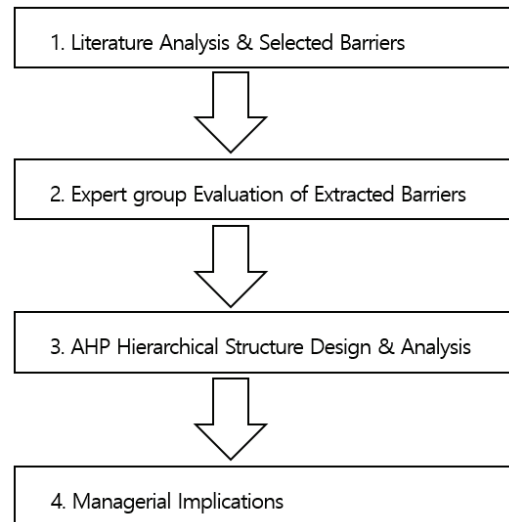 1. Literature Analysis & Selected Barriers
2. Expert group Evaluation of Extracted Barriers
3. AHP Hierarchical Structure Design & Analysis
4. Managerial Implications